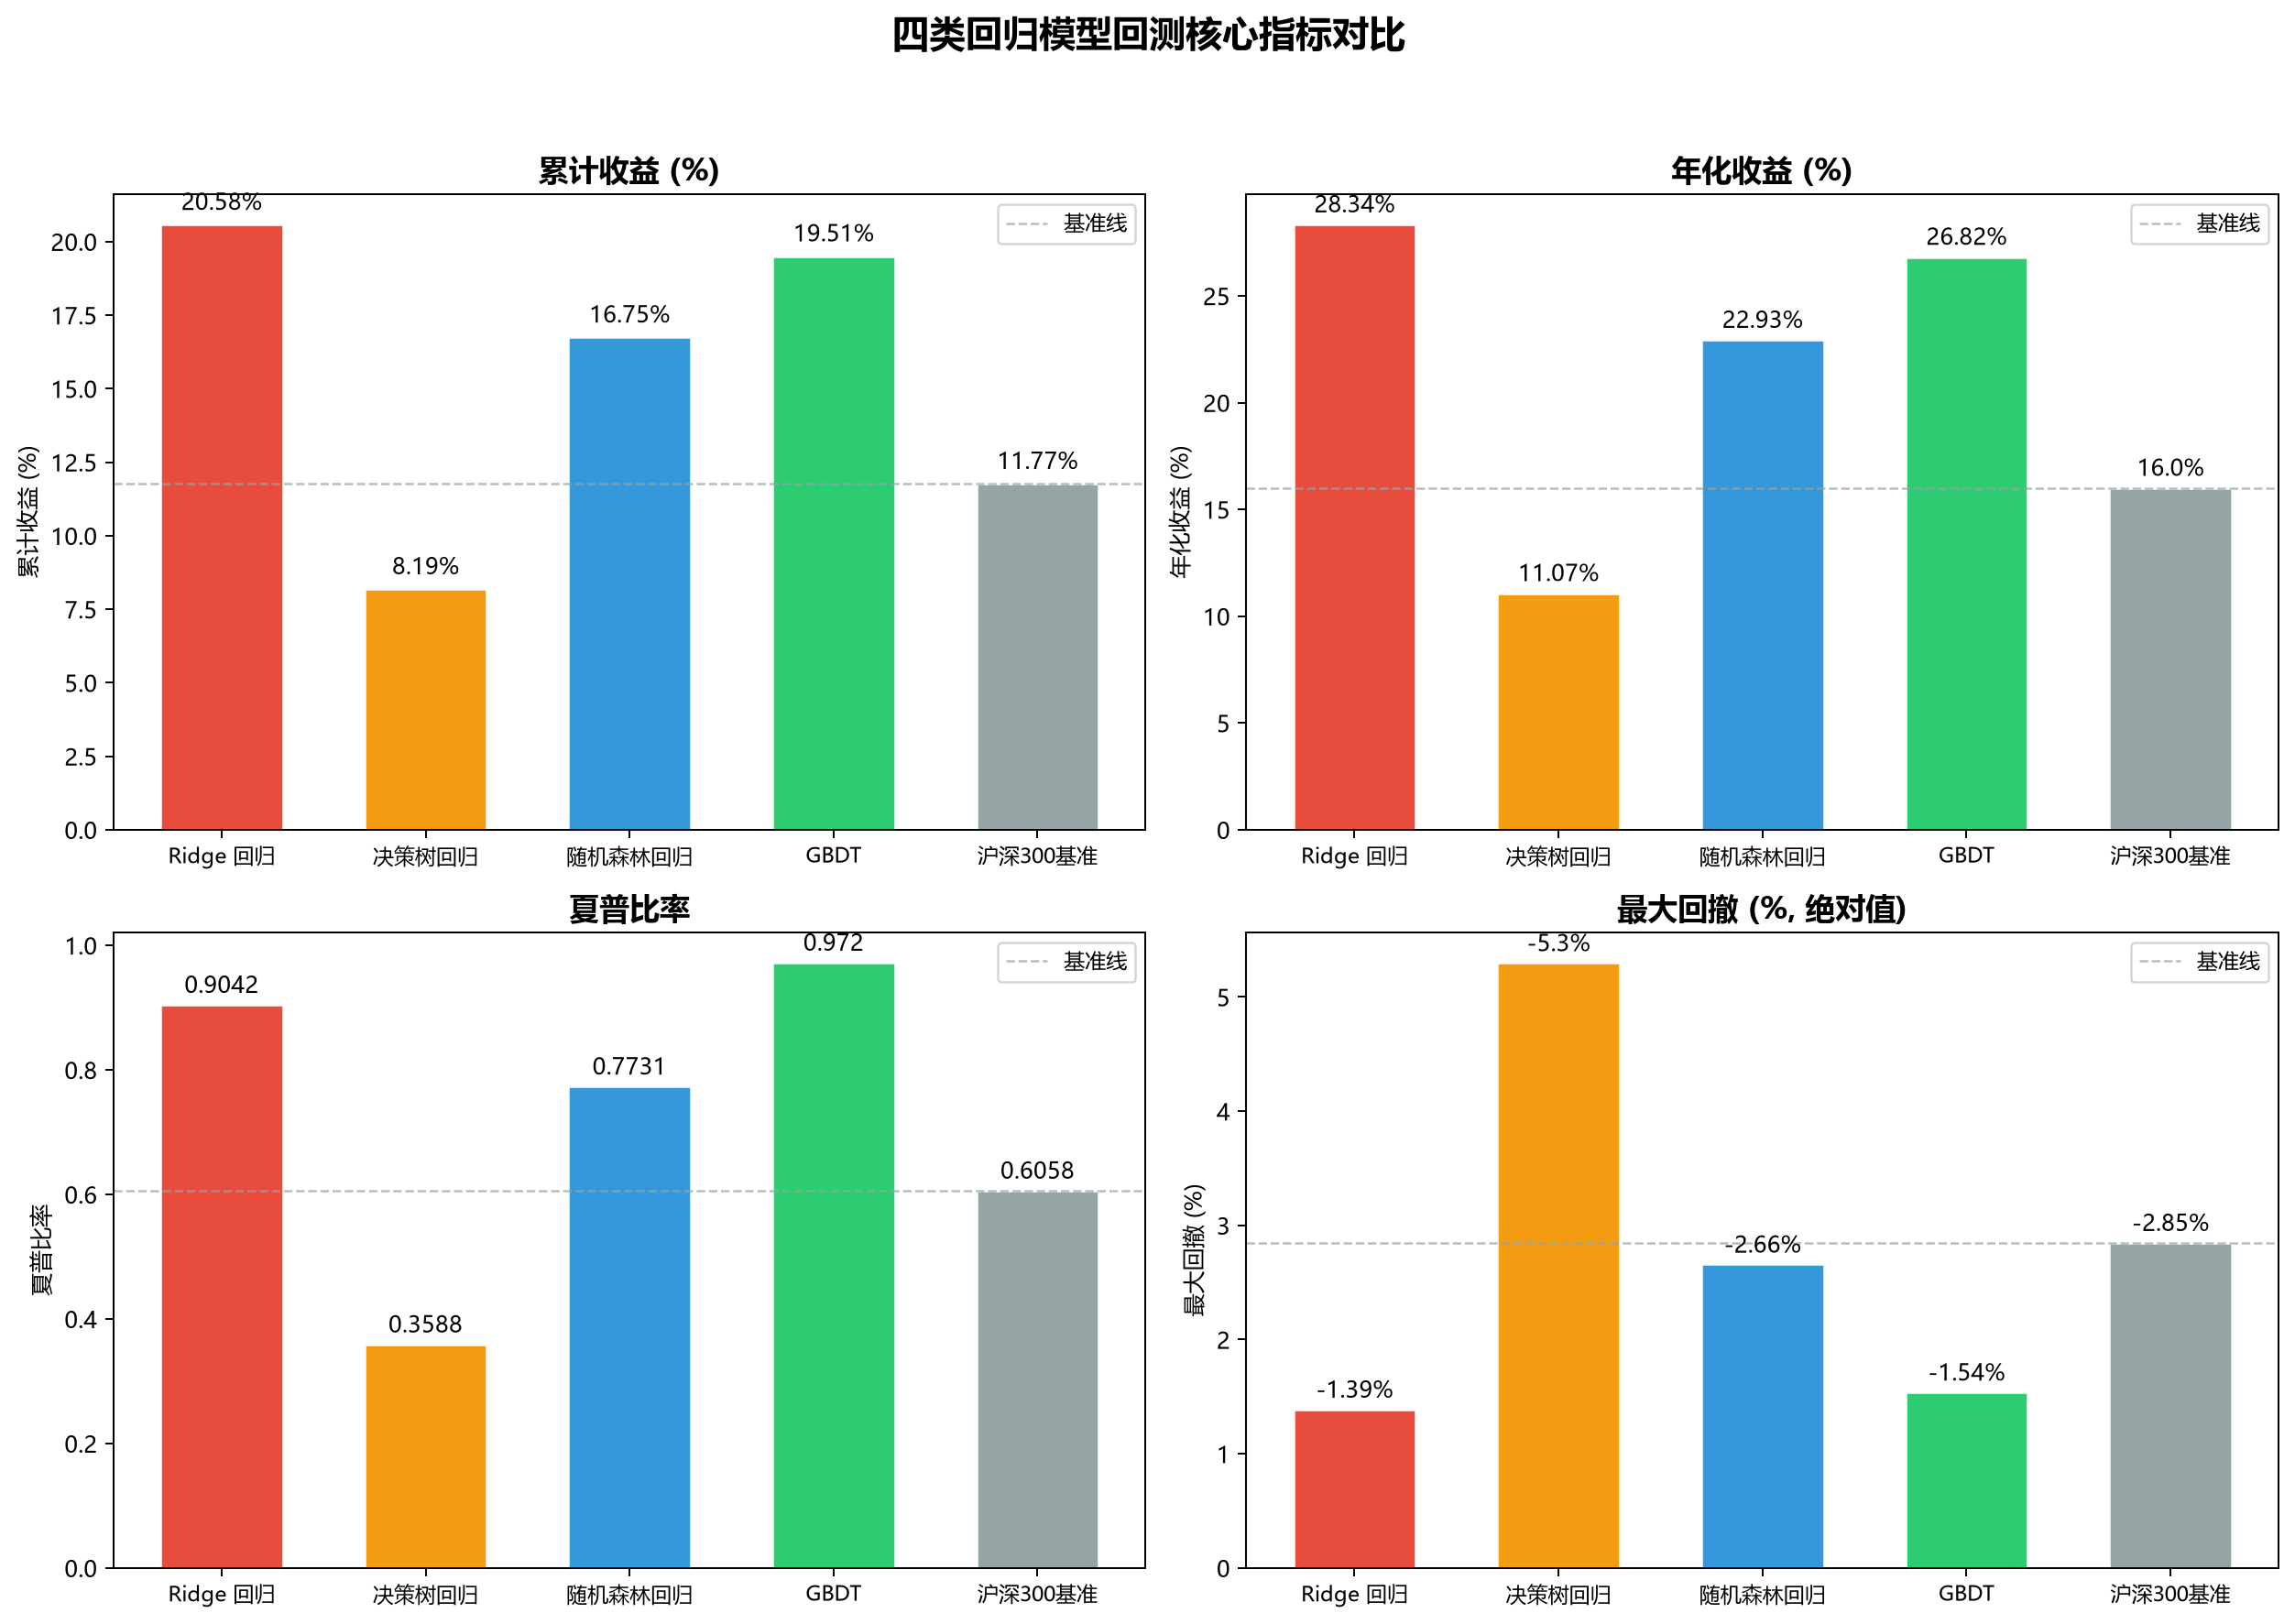 四类回归模型回测核心指标对比
累计收益 (%)
累计收益 (%)
20.0
17.5
15.0
12.5
10.0
7.5
5.0
2.5
0.0
20.58%
8.19%
16.75%
19.51%
11.77%
基准线
Ridge 回归
决策树回归
随机森林回归
GBDT
沪深300基准
年化收益 (%)
年化收益 (%)
25
20
15
10
5
0
28.34%
11.07%
22.93%
26.82%
16.0%
基准线
Ridge 回归
决策树回归
随机森林回归
GBDT
沪深300基准
夏普比率
夏普比率
1.0
0.8
0.6
0.4
0.2
0.0
0.9042
0.3588
0.7731
0.972
0.6058
基准线
Ridge 回归
决策树回归
随机森林回归
GBDT
沪深300基准
最大回撤 (%, 绝对值)
最大回撤 (%)
5
4
3
2
1
0
-1.39%
-5.3%
-2.66%
-1.54%
-2.85%
基准线
Ridge 回归
决策树回归
随机森林回归
GBDT
沪深300基准